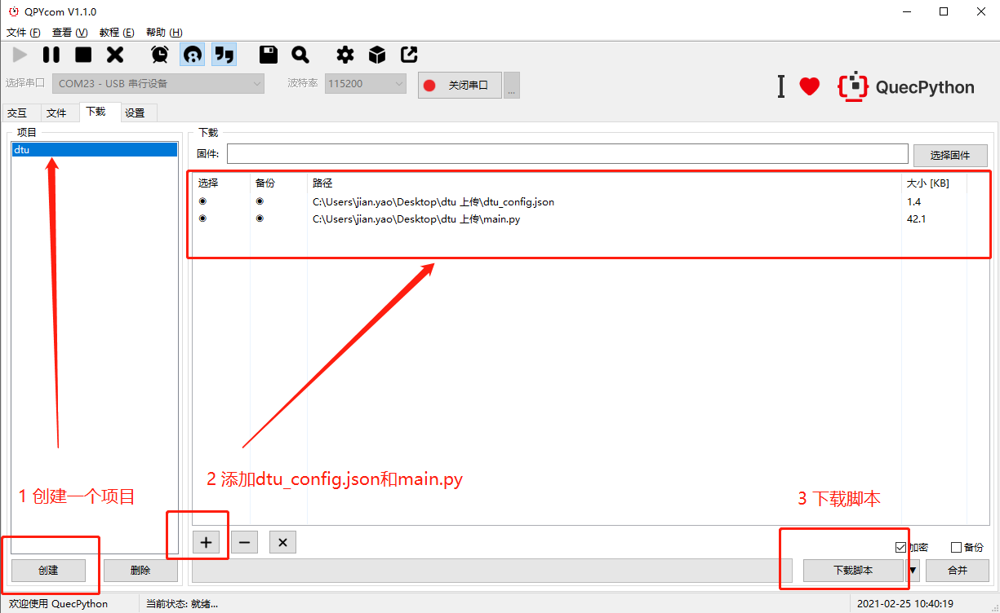 QPYcom V1.1.0
文件 (F) 查看 (V) 教程 (E) 帮助 (H)
选择串口 COM23 - USB 串行设备 波特率 115200 关闭串口 ...
QuecPython
交互 文件 下载 设置
项目
dtu
下载
固件: 选择固件
选择 备份 路径 大小 [KB]
C:\Users\jian.yao\Desktop\dtu 上传\dtu_config.json 1.4
C:\Users\jian.yao\Desktop\dtu 上传\main.py 42.1
2 添加dtu_config.json和main.py
1 创建一个项目
3 下载脚本
加密 备份
创建 删除 下载脚本 合并
欢迎使用 QuecPython 当前状态: 就绪... 2021-02-25 10:40:19